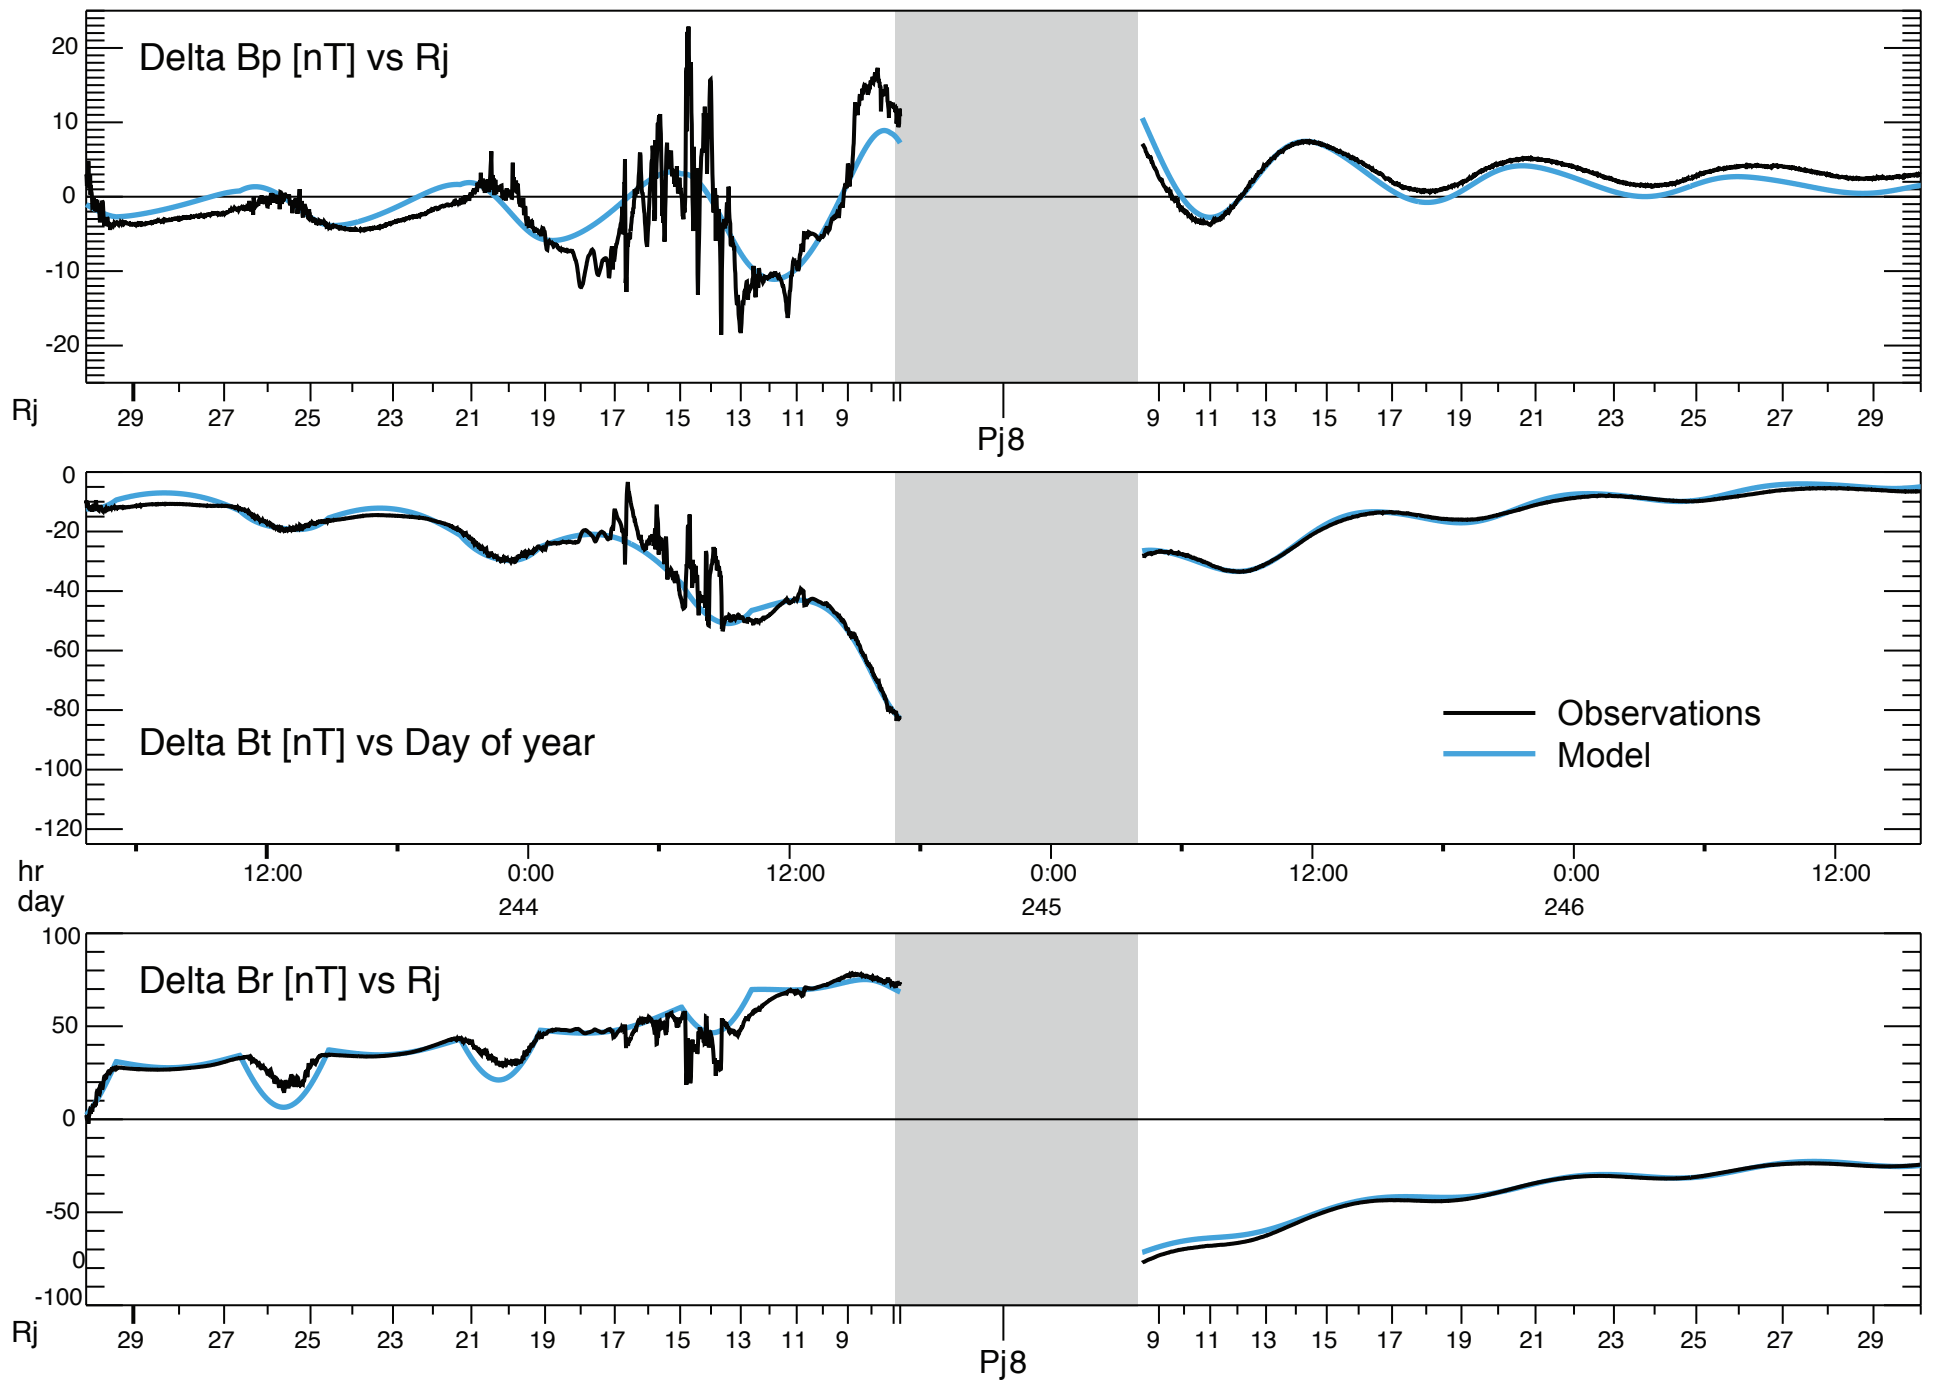 Delta Bp [nT] vs Rj
20
10
0
-10
-20
Rj 29 27 25 23 21 19 17 15 13 11 9 9 11 13 15 17 19 21 23 25 27 29
Pj8
Delta Bt [nT] vs Day of year
0
-20
-40
-60
-80
-100
-120
Observations
Model
hr 12:00 0:00 12:00 0:00 12:00 0:00 12:00
day 244 245 246
Delta Br [nT] vs Rj
100
50
0
-50
0
-100
Rj 29 27 25 23 21 19 17 15 13 11 9 9 11 13 15 17 19 21 23 25 27 29
Pj8